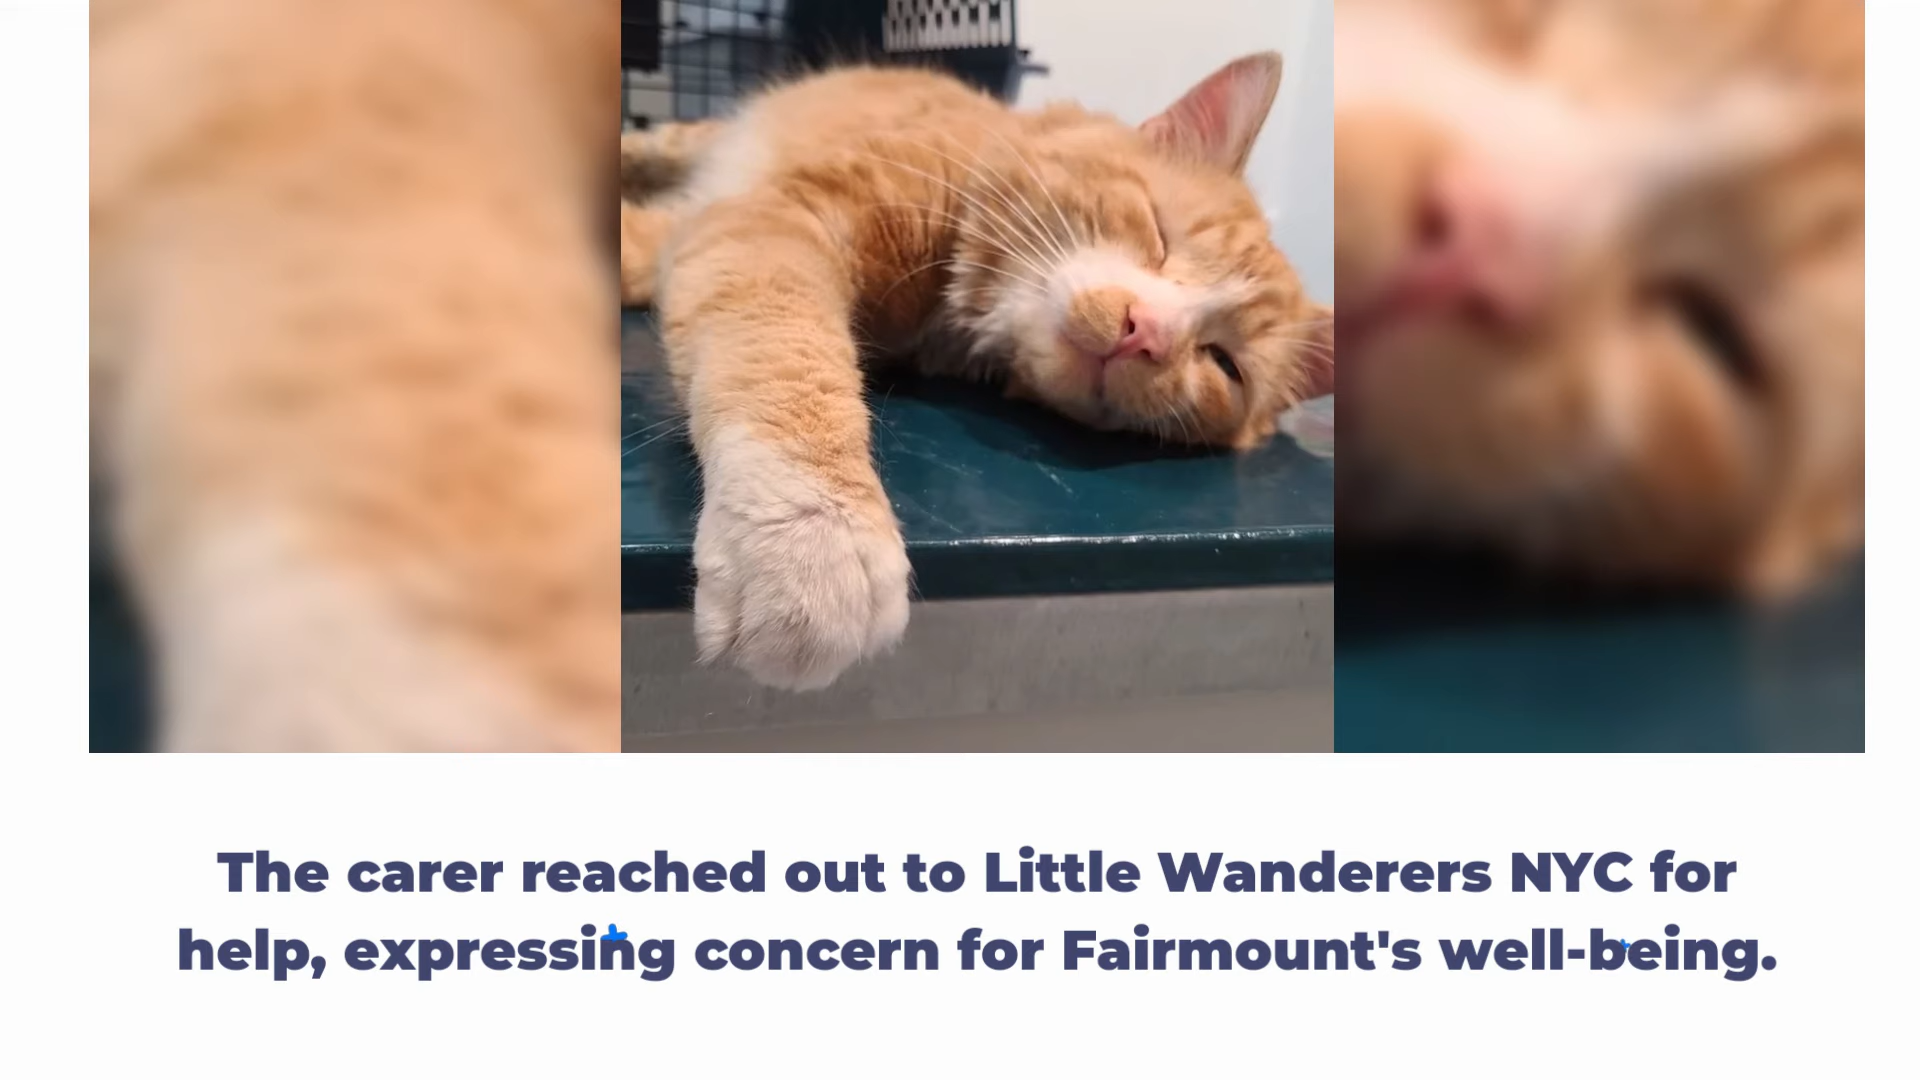 The carer reached out to Little Wanderers NYC for
help, expressing concern for Fairmount's well-being.